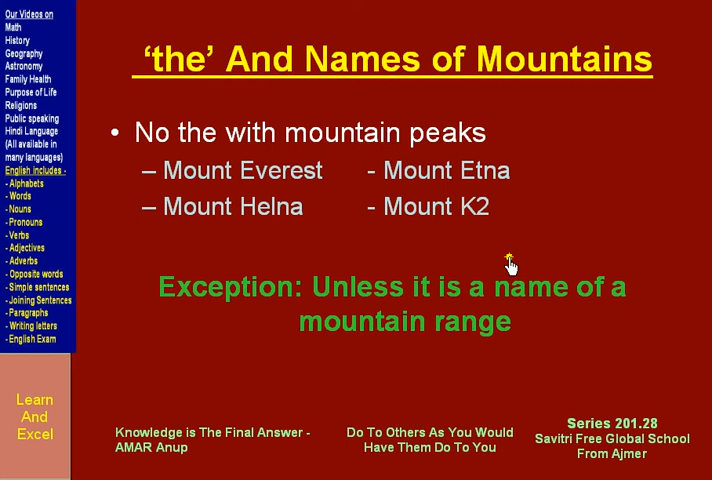 Our Videos on
Math
History
Geography
Astronomy
Family Health
Purpose of Life
Religions
Public speaking
Hindi Language
(All available in
many languages)
English includes -
- Alphabets
- Words
- Nouns
- Pronouns
- Verbs
- Adjectives
- Adverbs
- Opposite words
- Simple sentences
- Joining Sentences
- Paragraphs
- Writing letters
- English Exam
Learn
And
Excel
‘the’ And Names of Mountains
• No the with mountain peaks
– Mount Everest - Mount Etna
– Mount Helna - Mount K2
Exception: Unless it is a name of a
mountain range
Knowledge is The Final Answer -
AMAR Anup
Do To Others As You Would
Have Them Do To You
Series 201.28
Savitri Free Global School
From Ajmer